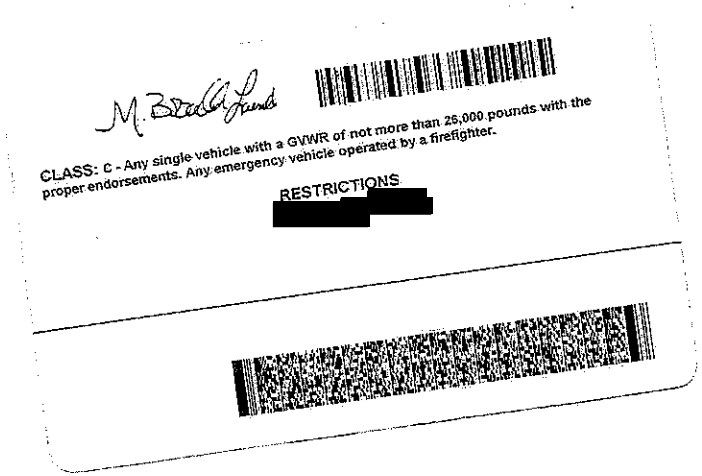 CLASS: C - Any single vehicle with a GVWR of not more than 26,000 pounds with the
proper endorsements. Any emergency vehicle operated by a firefighter.
RESTRICTIONS